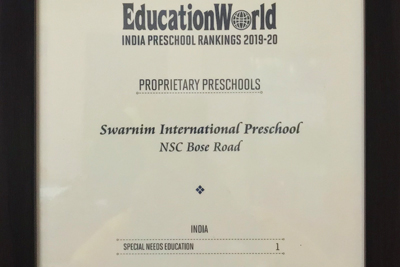 EducationWorld
INDIA PRESCHOOL RANKINGS 2019-20
PROPRIETARY PRESCHOOLS
Swarnim International Preschool
NSC Bose Road
INDIA
SPECIAL NEEDS EDUCATION 1